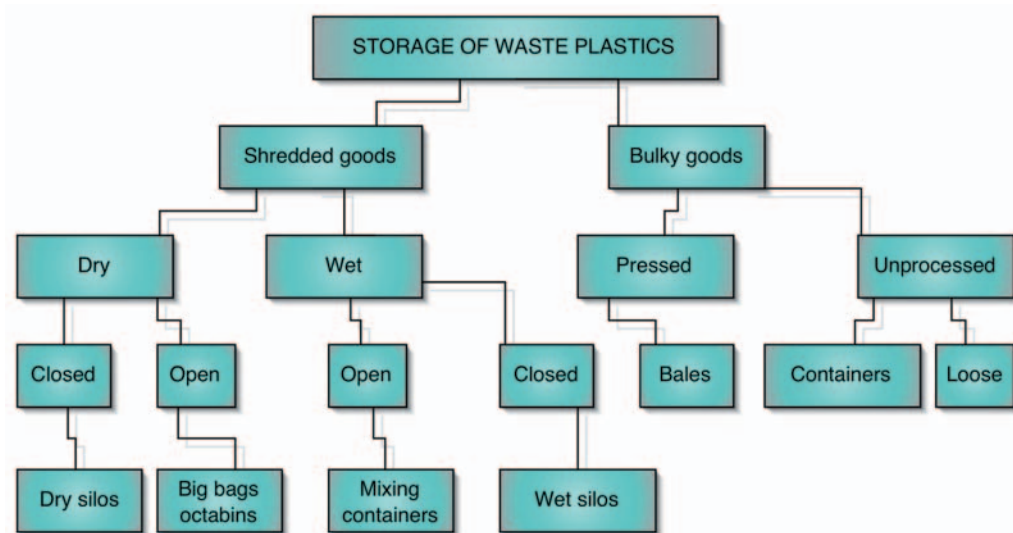 STORAGE OF WASTE PLASTICS
Shredded goods
Bulky goods
Dry
Wet
Pressed
Unprocessed
Closed
Open
Open
Closed
Bales
Containers
Loose
Dry silos
Big bags
octabins
Mixing
containers
Wet silos